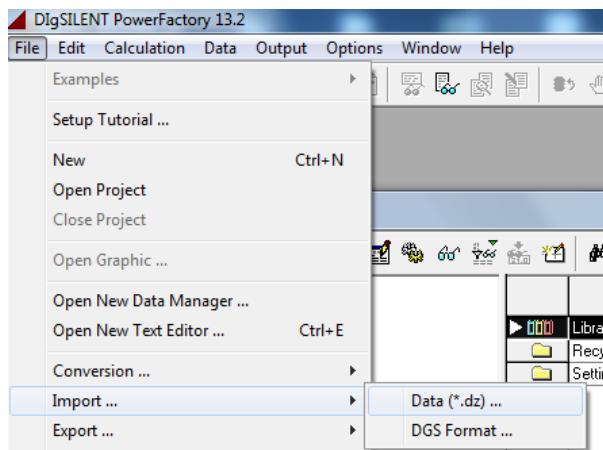 DIgSILENT PowerFactory 13.2
File Edit Calculation Data Output Options Window Help
Examples
Setup Tutorial ...
New Ctrl+N
Open Project
Close Project
Open Graphic ...
Open New Data Manager ...
Open New Text Editor ... Ctrl+E
Conversion ...
Import ...
Export ...
Data (*.dz) ...
DGS Format ...
Libra
Recy
Setti